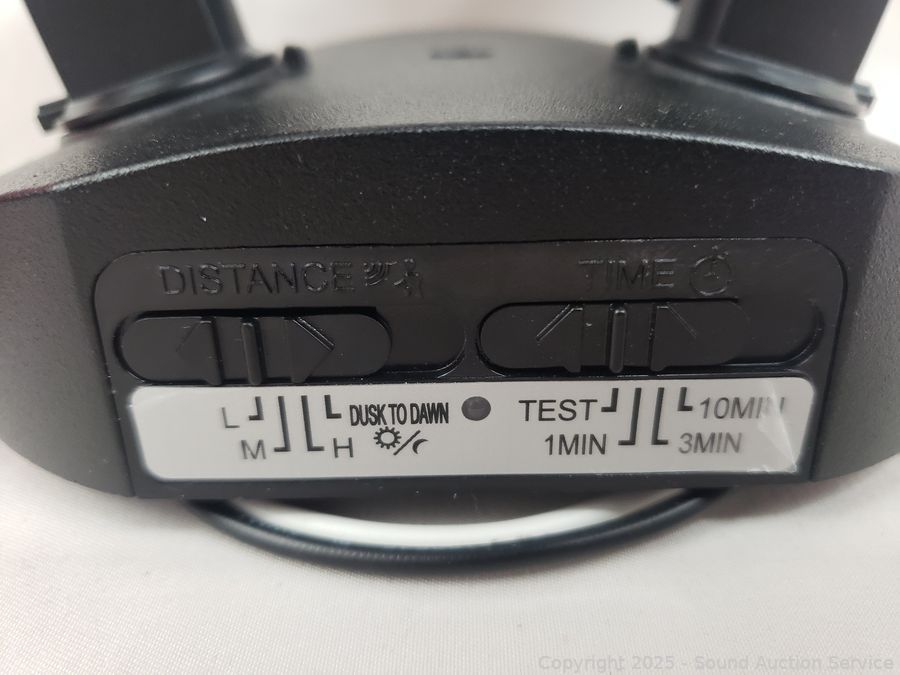 DISTANCE
TIME
L
DUSK TO DAWN
M
H
TEST
10MIN
1MIN
3MIN
Copyright 2025 - Sound Auction Service